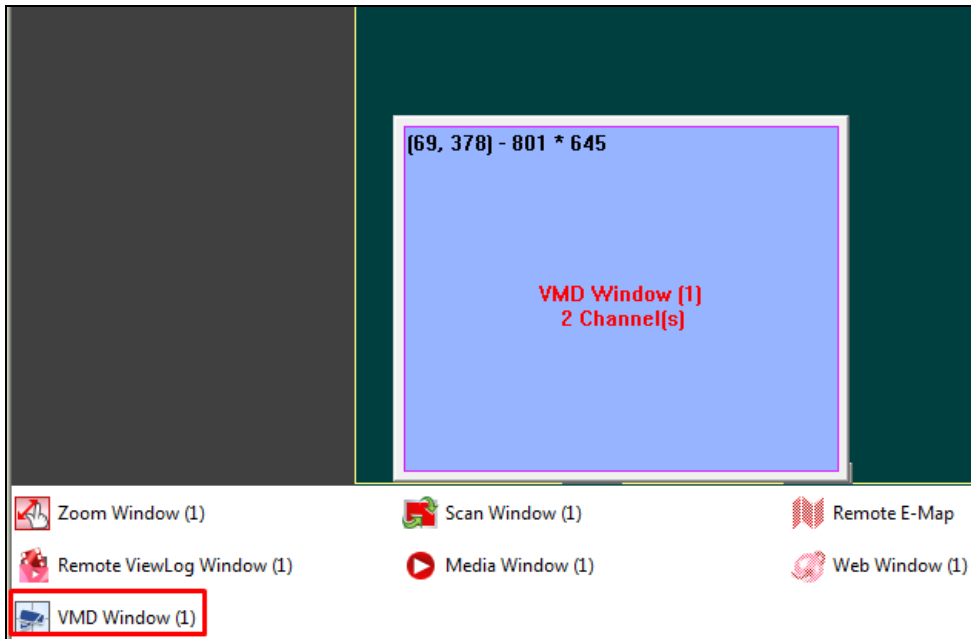 (69, 378) - 801 * 645
VMD Window (1)
2 Channel(s)
Zoom Window (1)
Scan Window (1)
Remote E-Map
Remote ViewLog Window (1)
Media Window (1)
Web Window (1)
VMD Window (1)